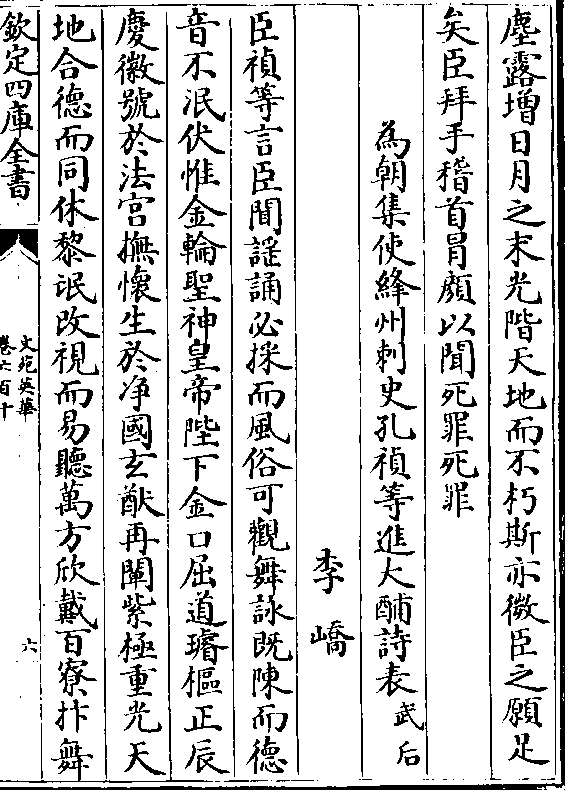 塵露增日月之末光階天地而不朽斯亦微臣之願足
矣臣拜手稽首冐顔以聞死罪死罪
為朝集使絳州刺史孔禎等進大酺詩表武后
李嶠
臣禎等言臣聞謡誦必採而風俗可觀舞詠既陳而德
音不泯伏惟金輪聖神皇帝陛下金口屈道璿樞正辰
慶徽號於法宫撫懷生於净國玄猷再闡紫極重光天
地合德而同休黎氓改視而易聽萬方欣戴百寮抃舞
欽定四庫全書
文苑英華
卷六百十
六